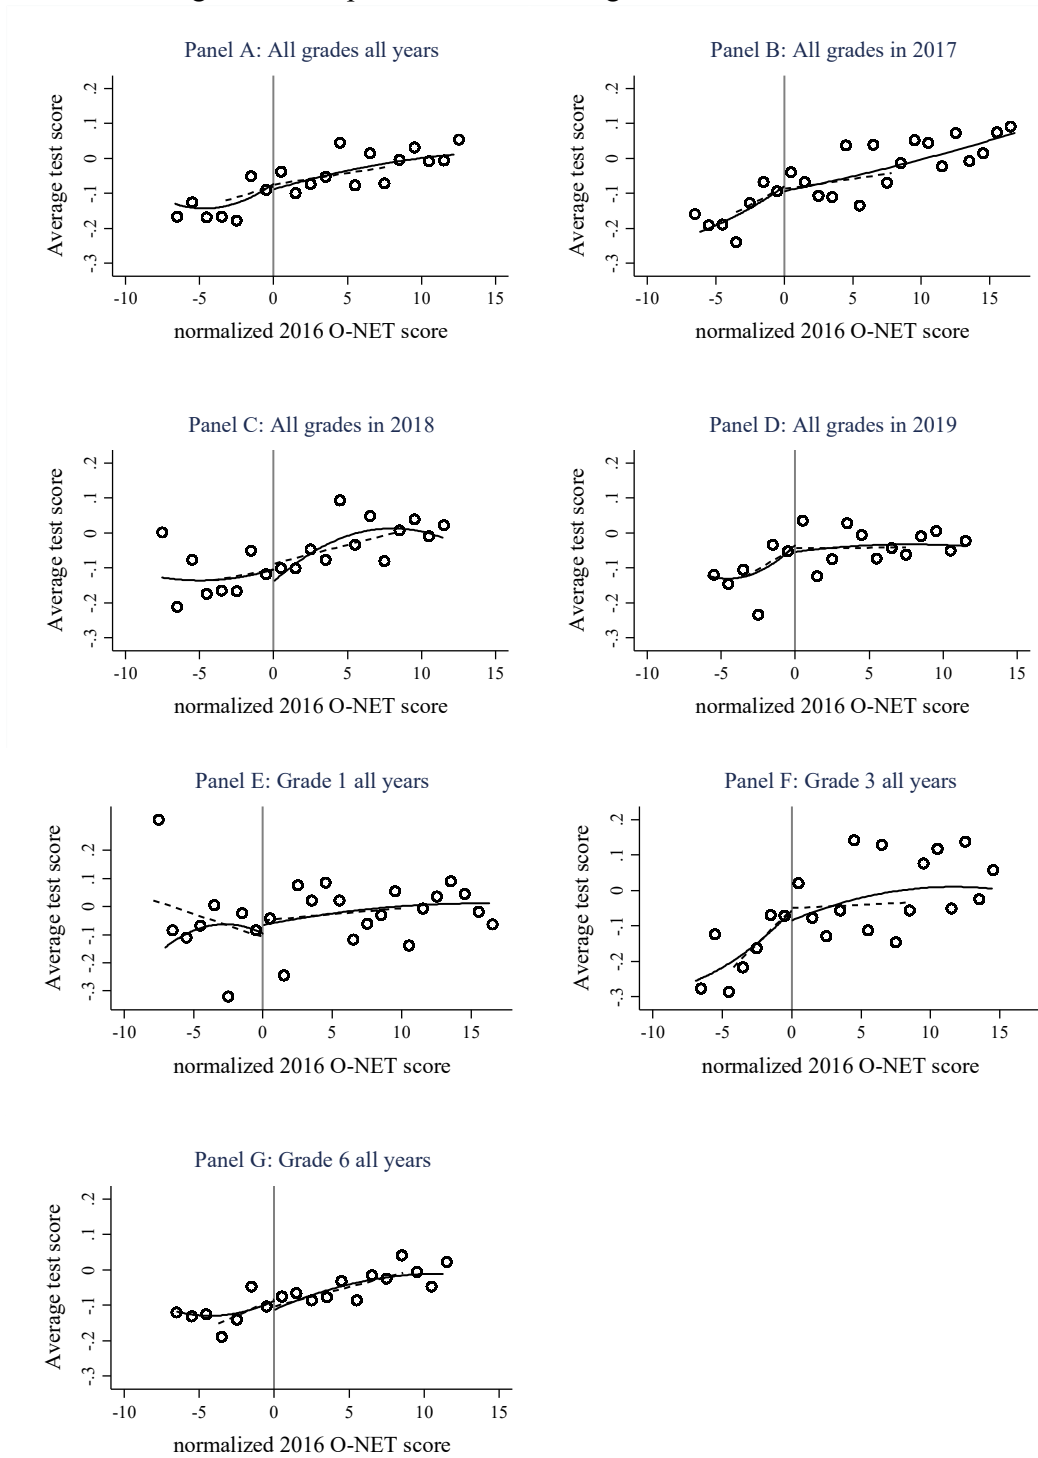 Panel A: All grades all years
Average test score
.2
.1
0
-.1
-.2
-.3
-10 -5 0 5 10 15
normalized 2016 O-NET score
Panel B: All grades in 2017
Average test score
.2
.1
0
-.1
-.2
-.3
-10 -5 0 5 10 15
normalized 2016 O-NET score
Panel C: All grades in 2018
Average test score
.2
.1
0
-.1
-.2
-.3
-10 -5 0 5 10 15
normalized 2016 O-NET score
Panel D: All grades in 2019
Average test score
.2
.1
0
-.1
-.2
-.3
-10 -5 0 5 10 15
normalized 2016 O-NET score
Panel E: Grade 1 all years
Average test score
.2
.1
0
-.1
-.2
-.3
-10 -5 0 5 10 15
normalized 2016 O-NET score
Panel F: Grade 3 all years
Average test score
.2
.1
0
-.1
-.2
-.3
-10 -5 0 5 10 15
normalized 2016 O-NET score
Panel G: Grade 6 all years
Average test score
.2
.1
0
-.1
-.2
-.3
-10 -5 0 5 10 15
normalized 2016 O-NET score